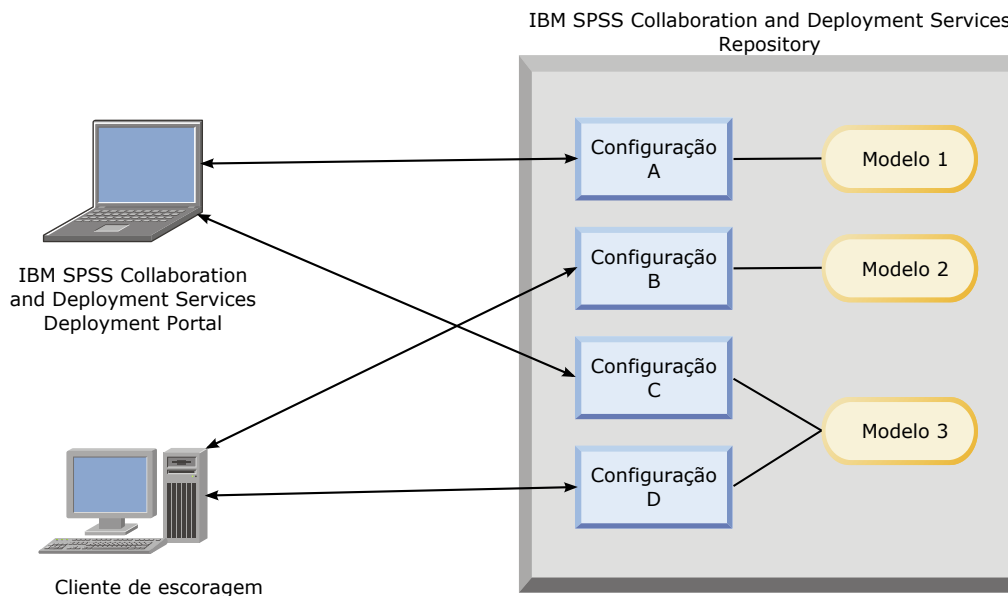 IBM SPSS Collaboration and Deployment Services
Repository
Configuração
A
Modelo 1
Configuração
B
Modelo 2
IBM SPSS Collaboration
and Deployment Services
Deployment Portal
Configuração
C
Modelo 3
Configuração
D
Cliente de escoragem